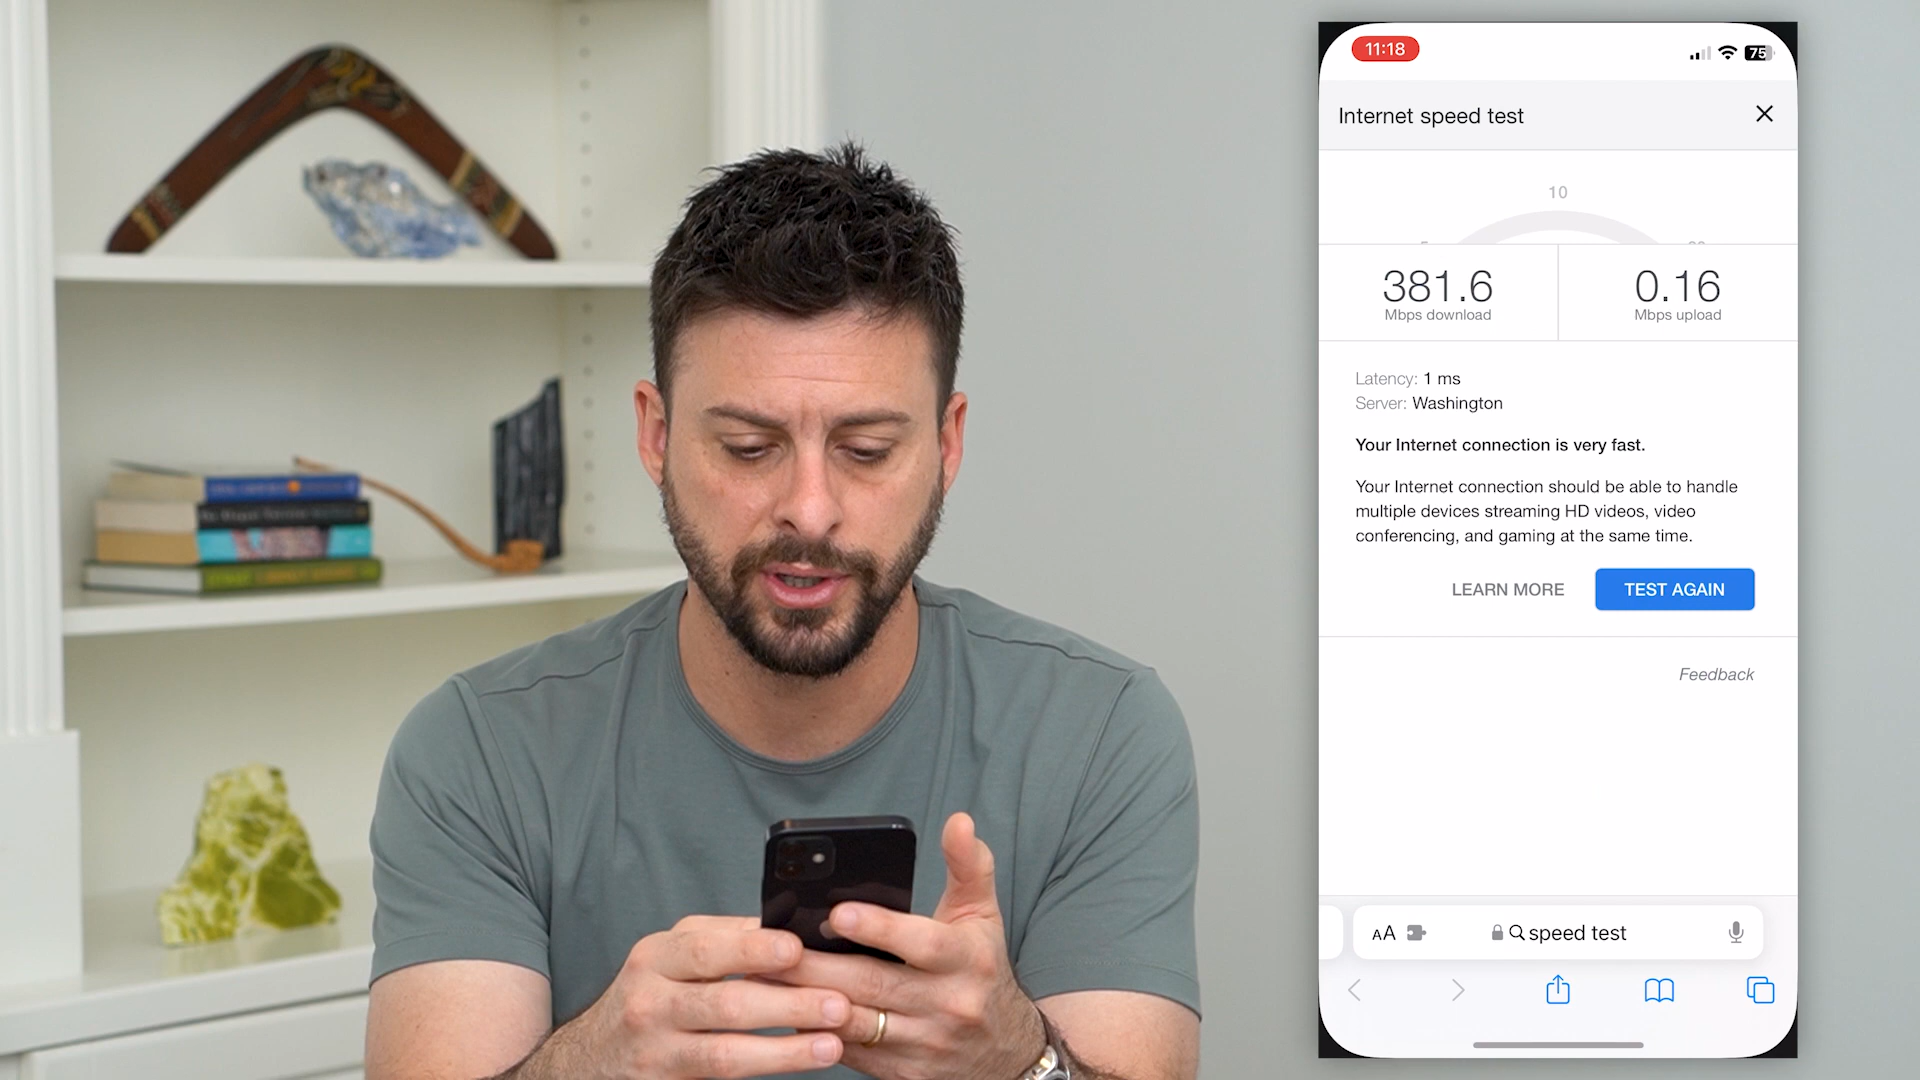 11:18
75
Internet speed test
10
381.6
Mbps download
0.16
Mbps upload
Latency: 1 ms
Server: Washington
Your Internet connection is very fast.
Your Internet connection should be able to handle
multiple devices streaming HD videos, video
conferencing, and gaming at the same time.
LEARN MORE
TEST AGAIN
Feedback
AA
speed test